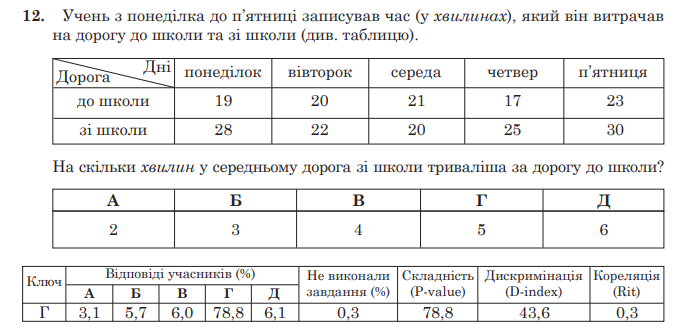 12. Учень з понеділка до п’ятниці записував час (у хвилинах), який він витрачав
на дорогу до школи та зі школи (див. таблицю).
Дорога Дні понеділок вівторок середа четвер п’ятниця
до школи 19 20 21 17 23
зі школи 28 22 20 25 30
На скільки хвилин у середньому дорога зі школи триваліша за дорогу до школи?
А Б В Г Д
2 3 4 5 6
Ключ Відповіді учасників (%) Не виконали завдання (%) Складність (P-value) Дискримінація (D-index) Кореляція (Rit)
А Б В Г Д
Г 3,1 5,7 6,0 78,8 6,1 0,3 78,8 43,6 0,3